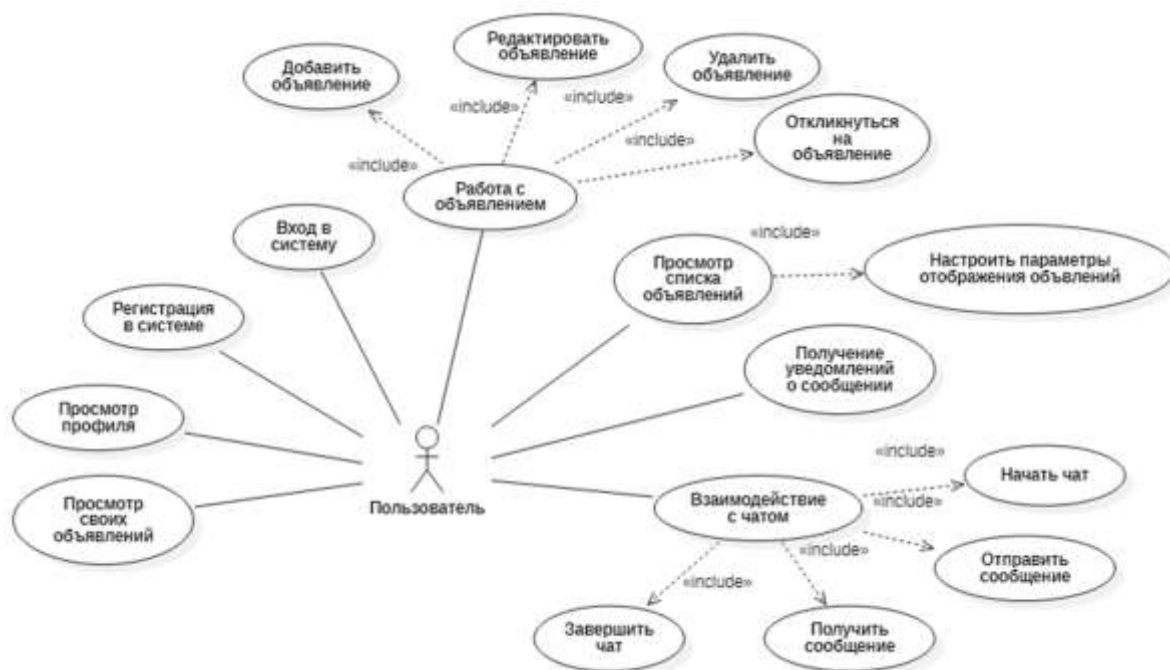 Редактировать
объявление
Добавить
объявление
Удалить
объявление
«include»
«include»
Откликнуться
на
объявление
«include»
«include»
Работа с
объявлением
Вход в
систему
«include»
Просмотр
списка
объявлений
Настроить параметры
отображения объвлений
Регистрация
в системе
Получение
уведомлений
о сообщении
Просмотр
профиля
«include»
Начать чат
Просмотр
своих
объявлений
Пользователь
Взаимодействие
с чатом
«include»
«include»
Отправить
сообщение
«include»
Завершить
чат
Получить
сообщение